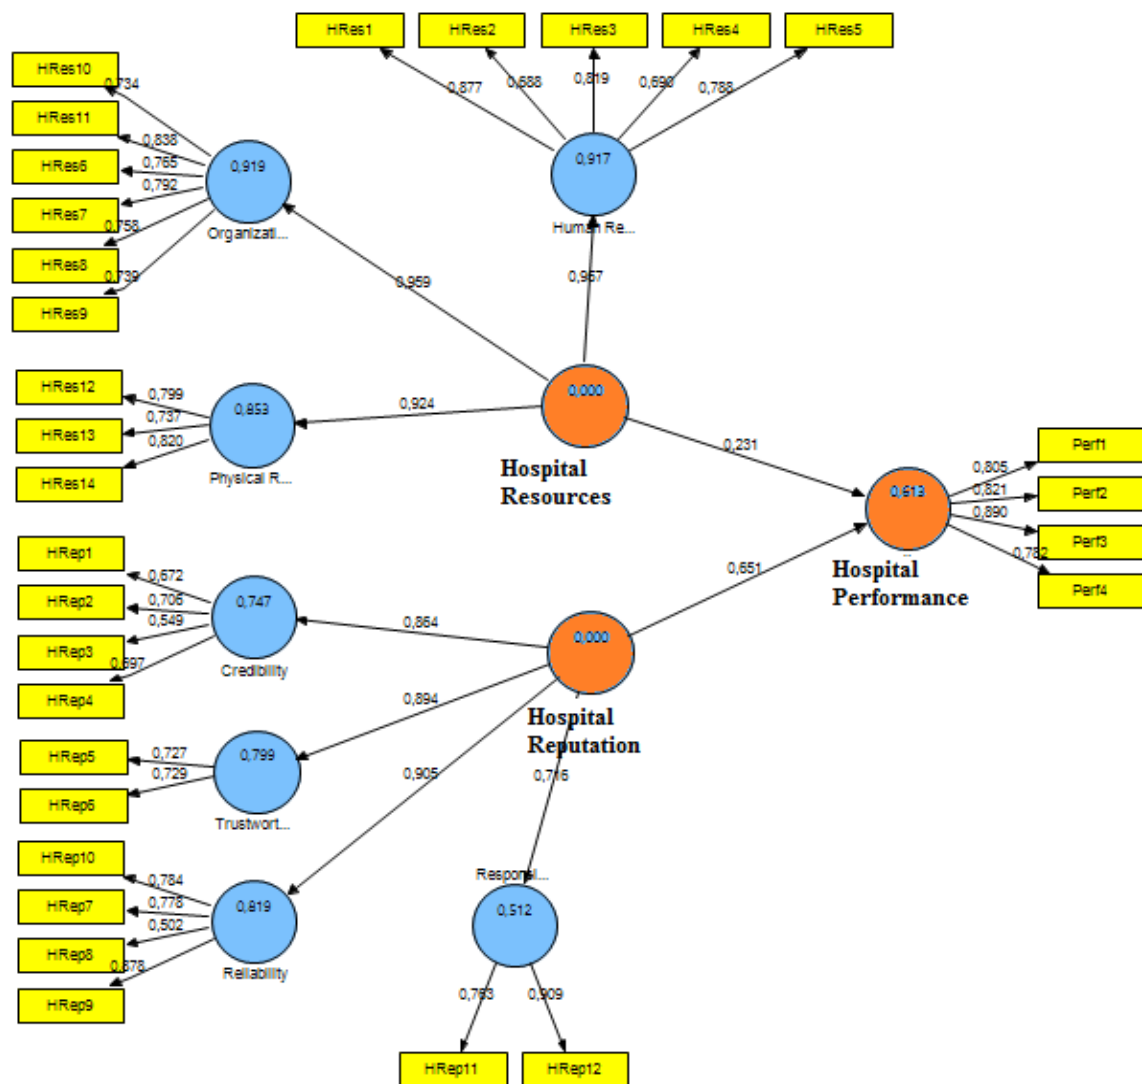 HRes1
HRes2
HRes3
HRes4
HRes5
0,877
0,688
0,819
0,690
0,788
0,917
Human Re...
0,957
HRes10
HRes11
HRes6
HRes7
HRes8
HRes9
0,734
0,838
0,765
0,792
0,758
0,739
0,919
Organizati...
0,959
HRes12
HRes13
HRes14
0,799
0,737
0,820
0,853
Physical R...
0,924
0,000
Hospital
Resources
0,231
0,613
Hospital
Performance
0,805
0,821
0,890
0,782
Perf1
Perf2
Perf3
Perf4
HRep1
HRep2
HRep3
HRep4
0,672
0,706
0,549
0,697
0,747
Credibility
0,864
0,651
0,000
Hospital
Reputation
HRep5
HRep6
0,727
0,729
0,799
Trustwort...
0,894
0,905
0,716
HRep10
HRep7
HRep8
HRep9
0,784
0,778
0,502
0,819
Reliability
Responsi...
0,512
0,763
0,909
HRep11
HRep12